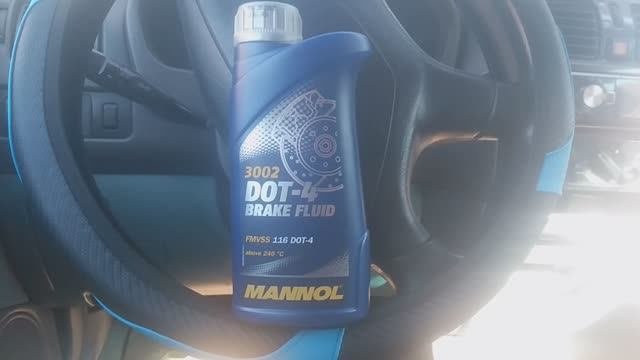 3002
DOT-4
BRAKE FLUID
FMVSS 116 DOT-4
above 240 °C
MANNOL